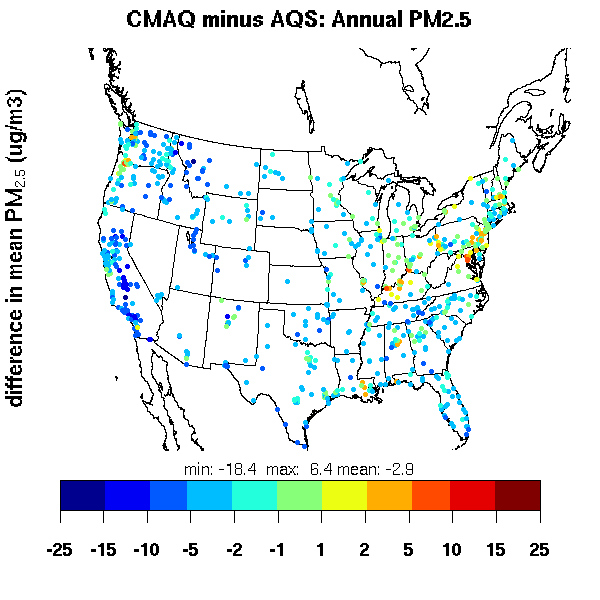 CMAQ minus AQS: Annual PM2.5
difference in mean PM2.5 (ug/m3)
min: -18.4 max: 6.4 mean: -2.9
-25 -15 -10 -5 -2 -1 1 2 5 10 15 25